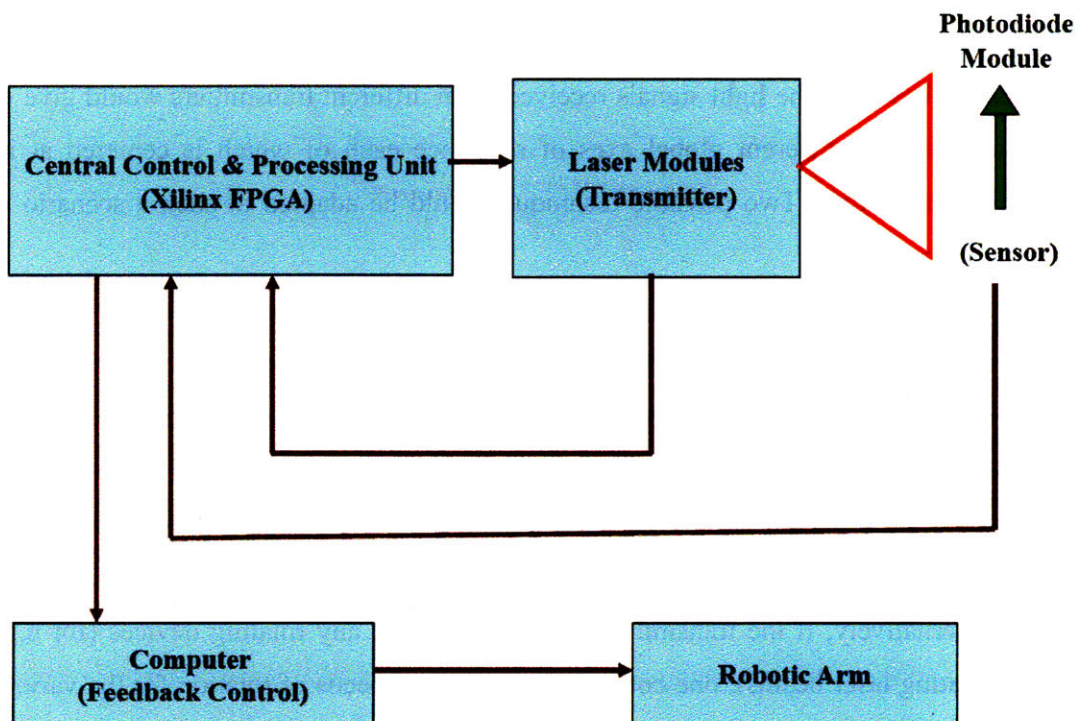 Photodiode
Module
Central Control & Processing Unit
(Xilinx FPGA)
Laser Modules
(Transmitter)
(Sensor)
Computer
(Feedback Control)
Robotic Arm